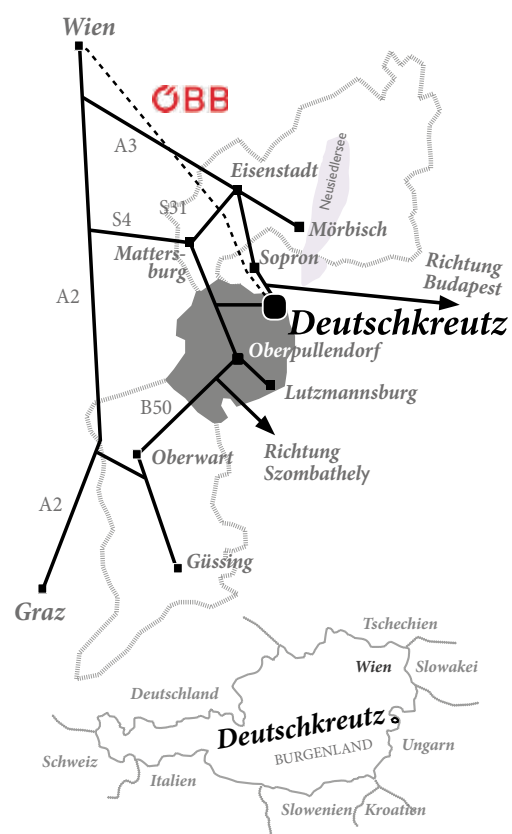 Wien
ÖBB
A3
Eisenstadt
Neusiedlersee
S31
S4
Mörbisch
Matters-
burg
Sopron
Richtung
Budapest
A2
Deutschkreutz
Oberpullendorf
Lutzmannsburg
B50
Richtung
Szombathely
Oberwart
A2
Güssing
Graz
Tschechien
Wien
Slowakei
Deutschland
Deutschkreutz
BURGENLAND
Ungarn
Schweiz
Italien
Slowenien
Kroatien